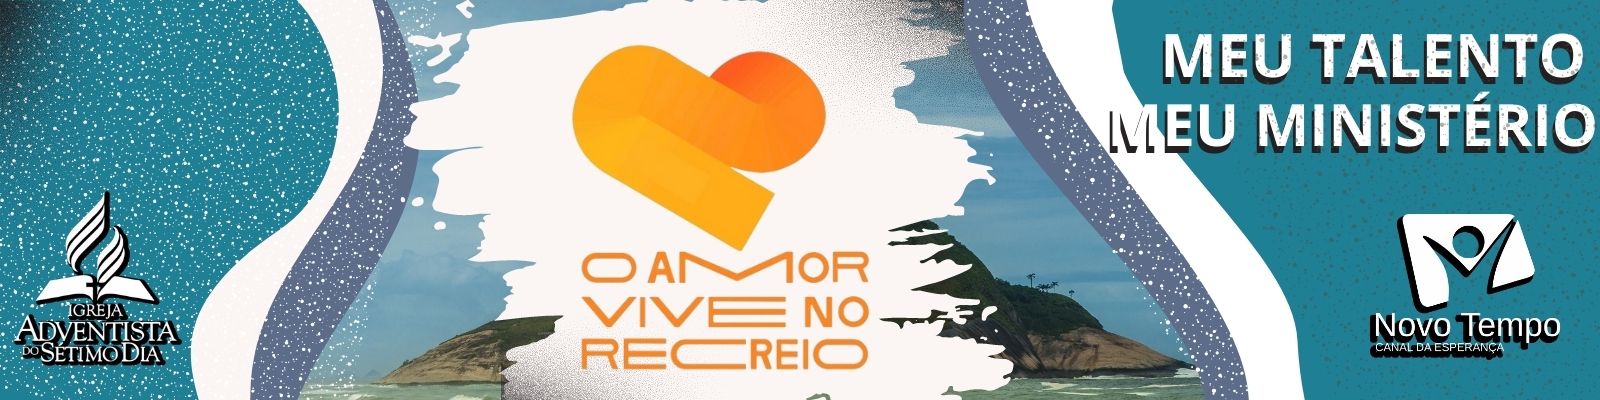 IGREJA
ADVENTISTA
DO SÉTIMO DIA
O AMOR
VIVE NO
RECREIO
MEU TALENTO
MEU MINISTÉRIO
Novo Tempo
CANAL DA ESPERANÇA